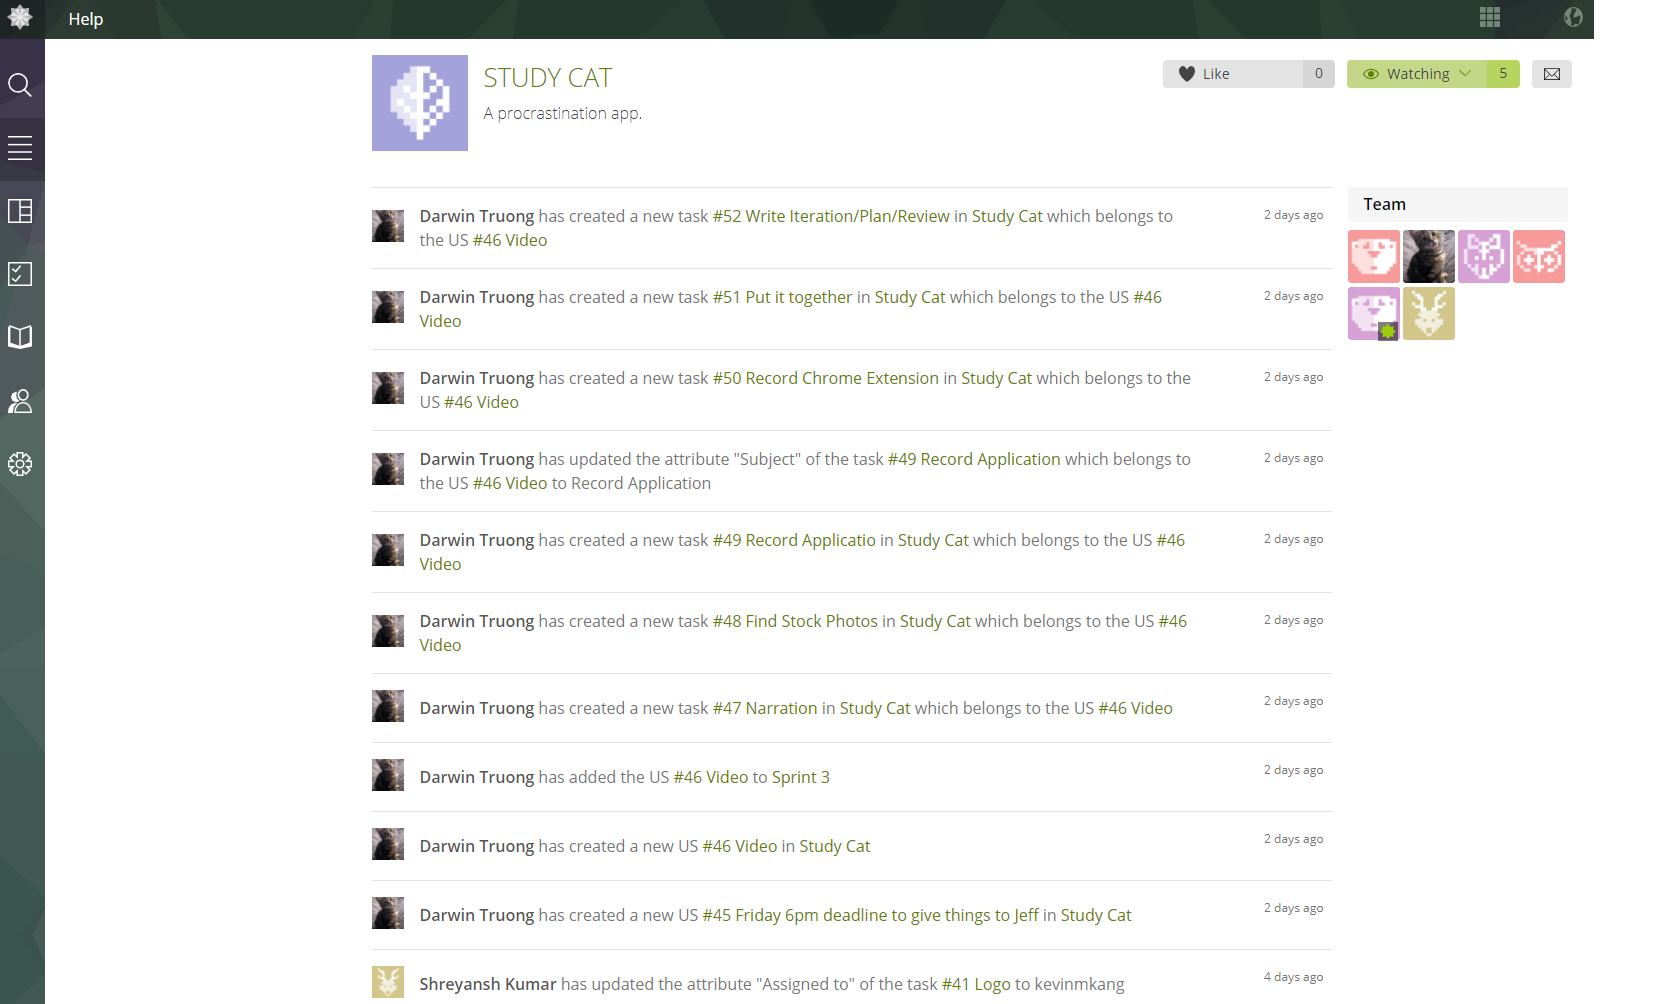 Help
STUDY CAT
A procrastination app.
Like 0
Watching 5
Team
Darwin Truong has created a new task #52 Write Iteration/Plan/Review in Study Cat which belongs to
the US #46 Video
2 days ago
Darwin Truong has created a new task #51 Put it together in Study Cat which belongs to the US #46
Video
2 days ago
Darwin Truong has created a new task #50 Record Chrome Extension in Study Cat which belongs to the
US #46 Video
2 days ago
Darwin Truong has updated the attribute "Subject" of the task #49 Record Application which belongs to
the US #46 Video to Record Application
2 days ago
Darwin Truong has created a new task #49 Record Applicatio in Study Cat which belongs to the US #46
Video
2 days ago
Darwin Truong has created a new task #48 Find Stock Photos in Study Cat which belongs to the US #46
Video
2 days ago
Darwin Truong has created a new task #47 Narration in Study Cat which belongs to the US #46 Video
2 days ago
Darwin Truong has added the US #46 Video to Sprint 3
2 days ago
Darwin Truong has created a new US #46 Video in Study Cat
2 days ago
Darwin Truong has created a new US #45 Friday 6pm deadline to give things to Jeff in Study Cat
2 days ago
Shreyansh Kumar has updated the attribute "Assigned to" of the task #41 Logo to kevinmkang
4 days ago